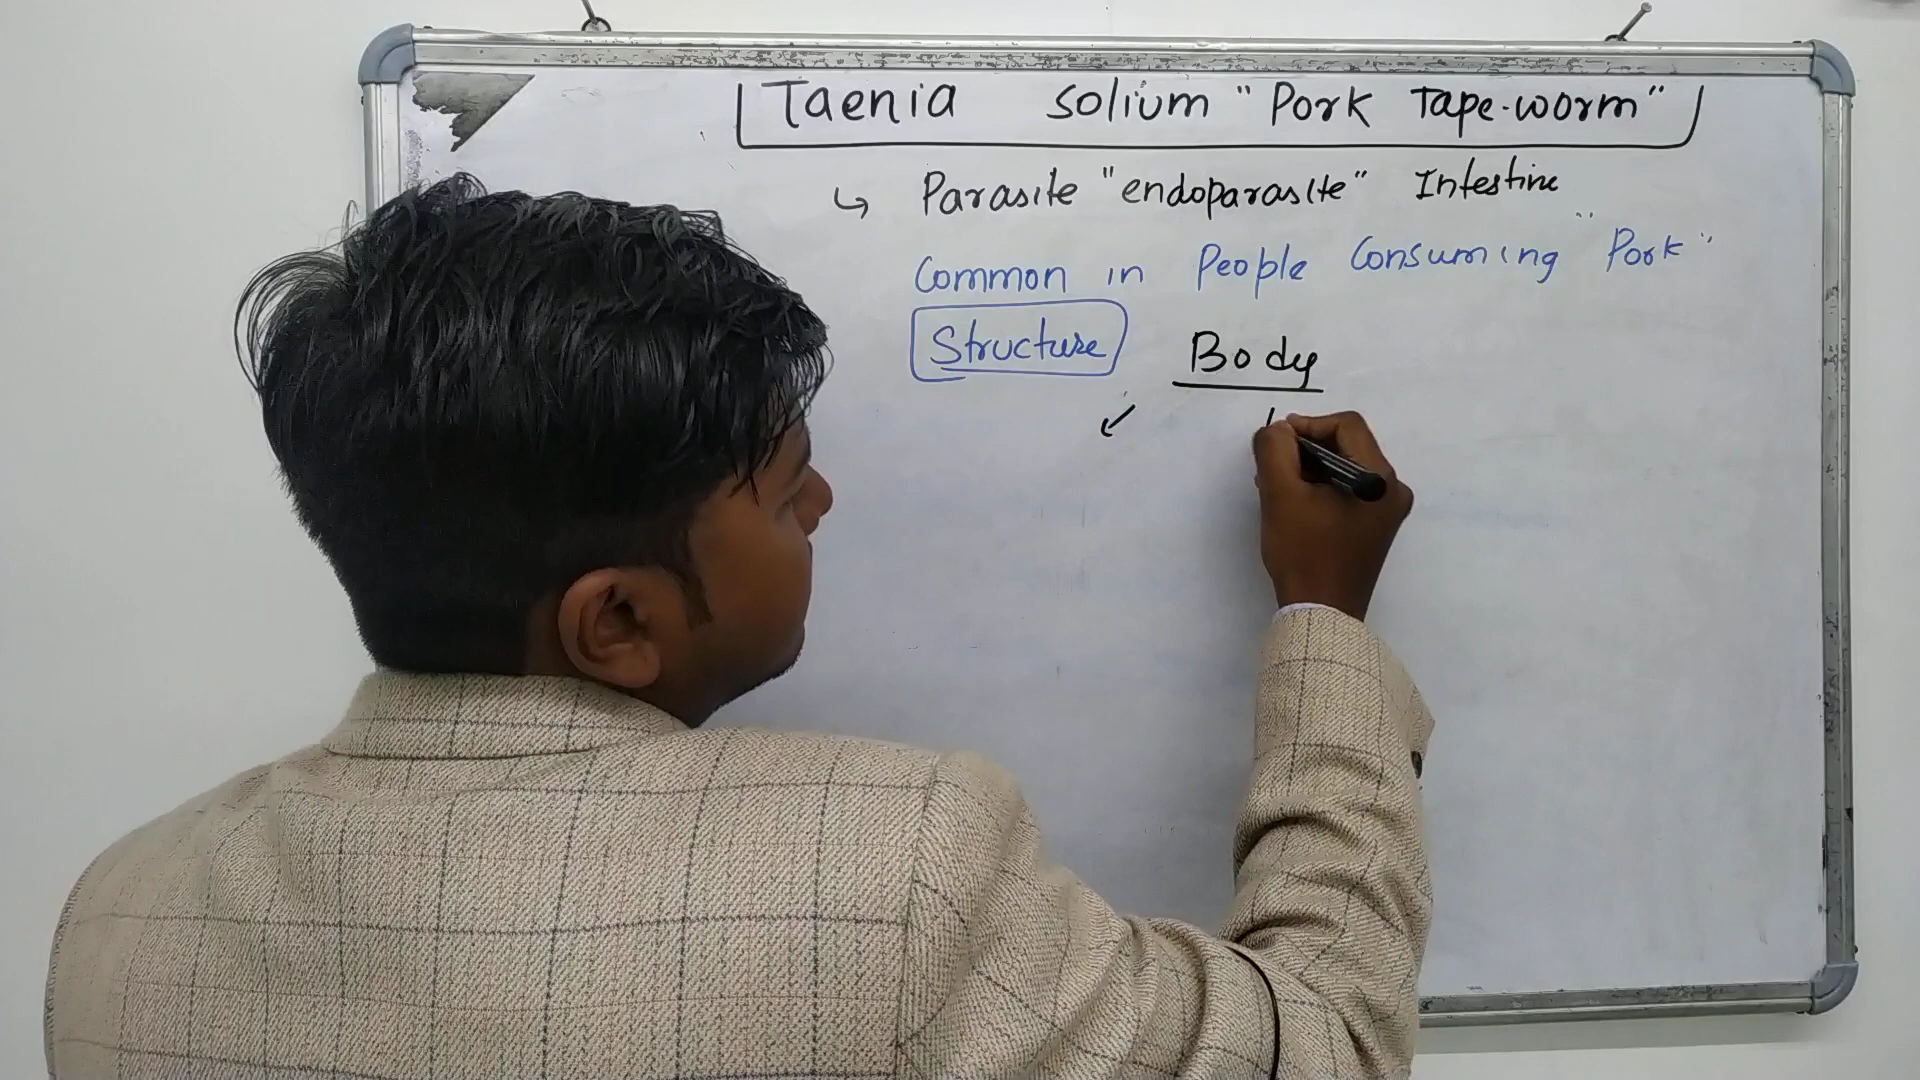 Taenia solium "Pork Tape-worm"
↳ Parasite "endoparasite" Intestine
Common in People Consuming "Pork"
Structure Body